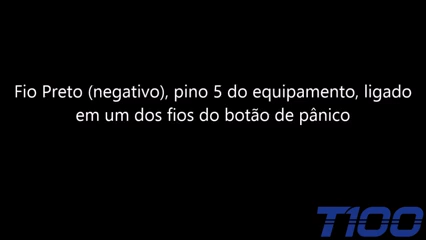 Fio Preto (negativo), pino 5 do equipamento, ligado
em um dos fios do botão de pânico
T100